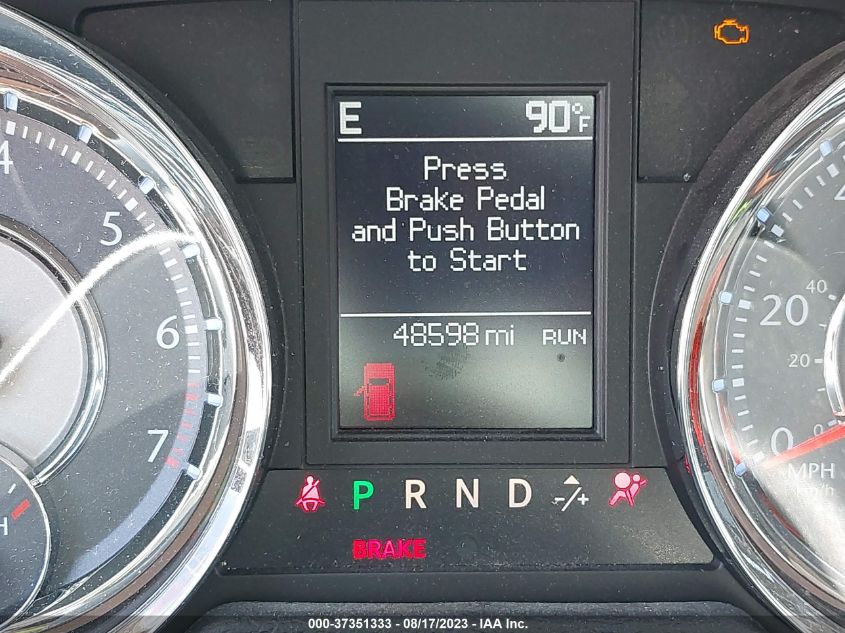 E 90°F
Press
Brake Pedal
and Push Button
to Start
48598 mi RUN
4
5
6
7
H
40
20
20
0
0
MPH
P R N D -/+
BRAKE
000-37351333 - 08/17/2023 - IAA Inc.